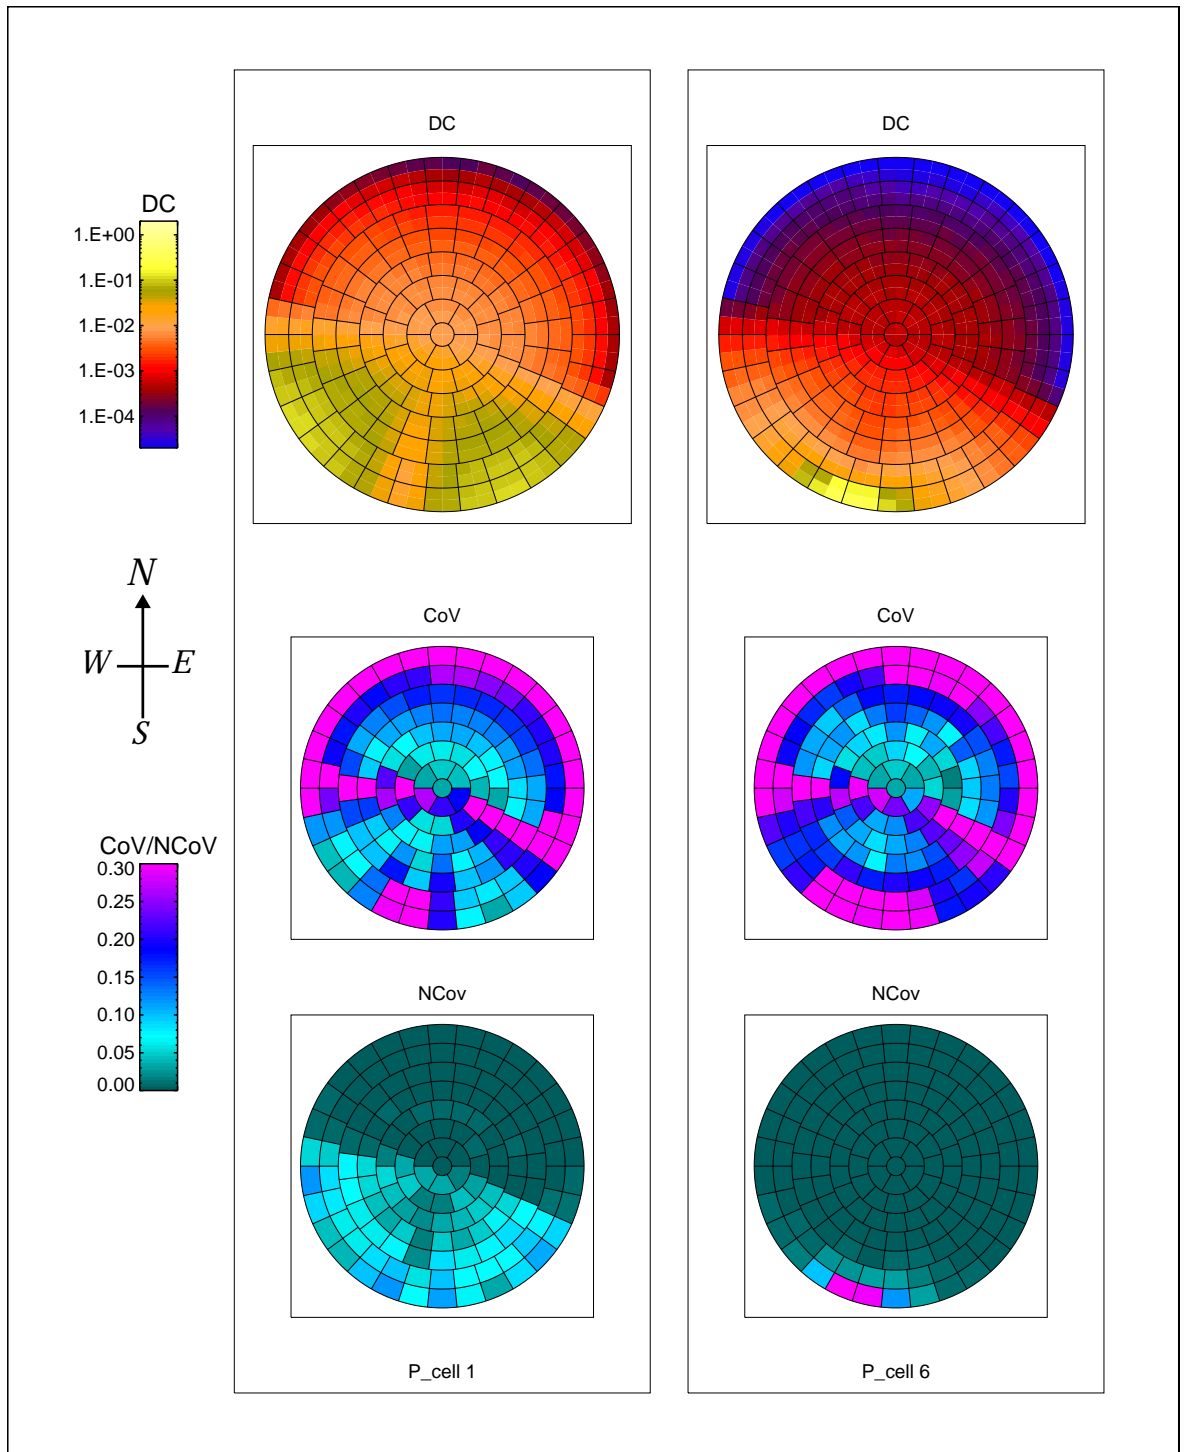 DC
DC
DC
1.E+00
1.E-01
1.E-02
1.E-03
1.E-04
N
W E
S
CoV
CoV
CoV/NCoV
0.30
0.25
0.20
0.15
0.10
0.05
0.00
NCov
NCov
P_cell 1
P_cell 6